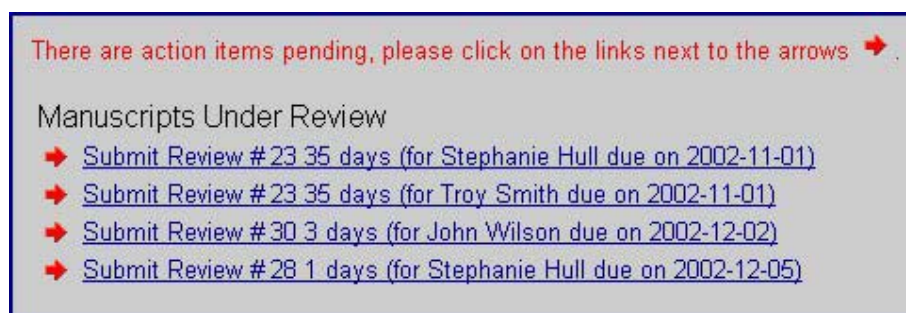 There are action items pending, please click on the links next to the arrows .
Manuscripts Under Review
Submit Review #23 35 days (for Stephanie Hull due on 2002-11-01)
Submit Review #23 35 days (for Troy Smith due on 2002-11-01)
Submit Review #30 3 days (for John Wilson due on 2002-12-02)
Submit Review #28 1 days (for Stephanie Hull due on 2002-12-05)